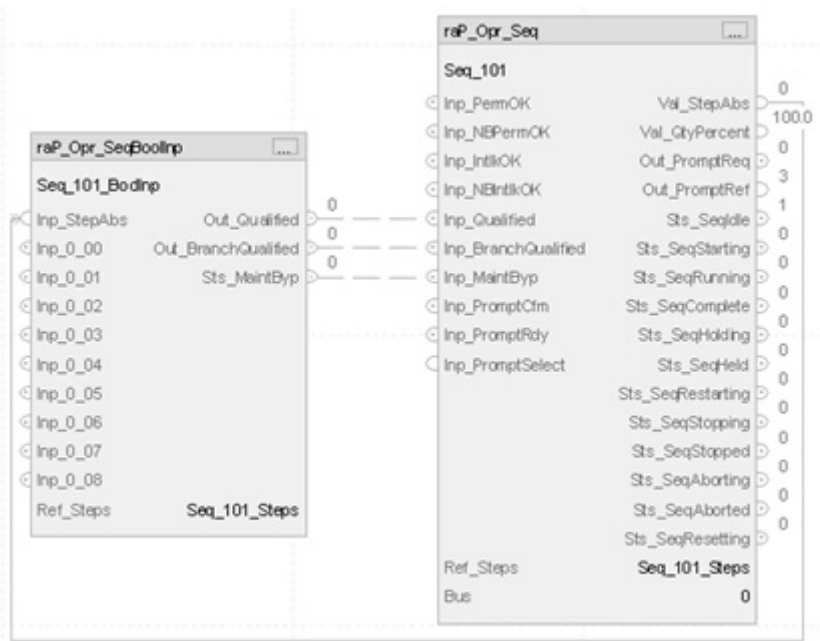 raP_Opr_SeqBoolInp
...
Seq_101_BoolInp
Inp_StepAbs Out_Qualified 0
Inp_0_00 Out_BranchQualified 0
Inp_0_01 Sts_MaintByp 0
Inp_0_02
Inp_0_03
Inp_0_04
Inp_0_05
Inp_0_06
Inp_0_07
Inp_0_08
Ref_Steps Seq_101_Steps
raP_Opr_Seq
...
Seq_101
Inp_PermOK Val_StepAbs 0
Inp_NBPermOK Val_QtyPercent 100.0
Inp_IntlkOK Out_PromptReq 0
Inp_NBIntlkOK Out_PromptRef 3
Inp_Qualified Sts_SeqIdle 1
Inp_BranchQualified Sts_SeqStarting 0
Inp_MaintByp Sts_SeqRunning 0
Inp_PromptCfm Sts_SeqComplete 0
Inp_PromptRdy Sts_SeqHolding 0
Inp_PromptSelect Sts_SeqHeld 0
Sts_SeqRestarting 0
Sts_SeqStopping 0
Sts_SeqStopped 0
Sts_SeqAborting 0
Sts_SeqAborted 0
Sts_SeqResetting 0
Ref_Steps Seq_101_Steps
Bus 0